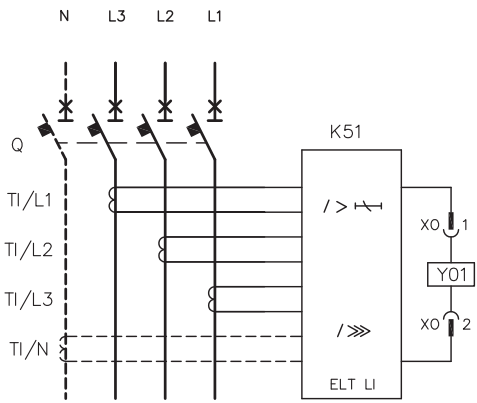 N L3 L2 L1
Q
K51
TI/L1
I>
X0 1
TI/L2
Y01
TI/L3
X0 2
TI/N
I>>>
ELT LI